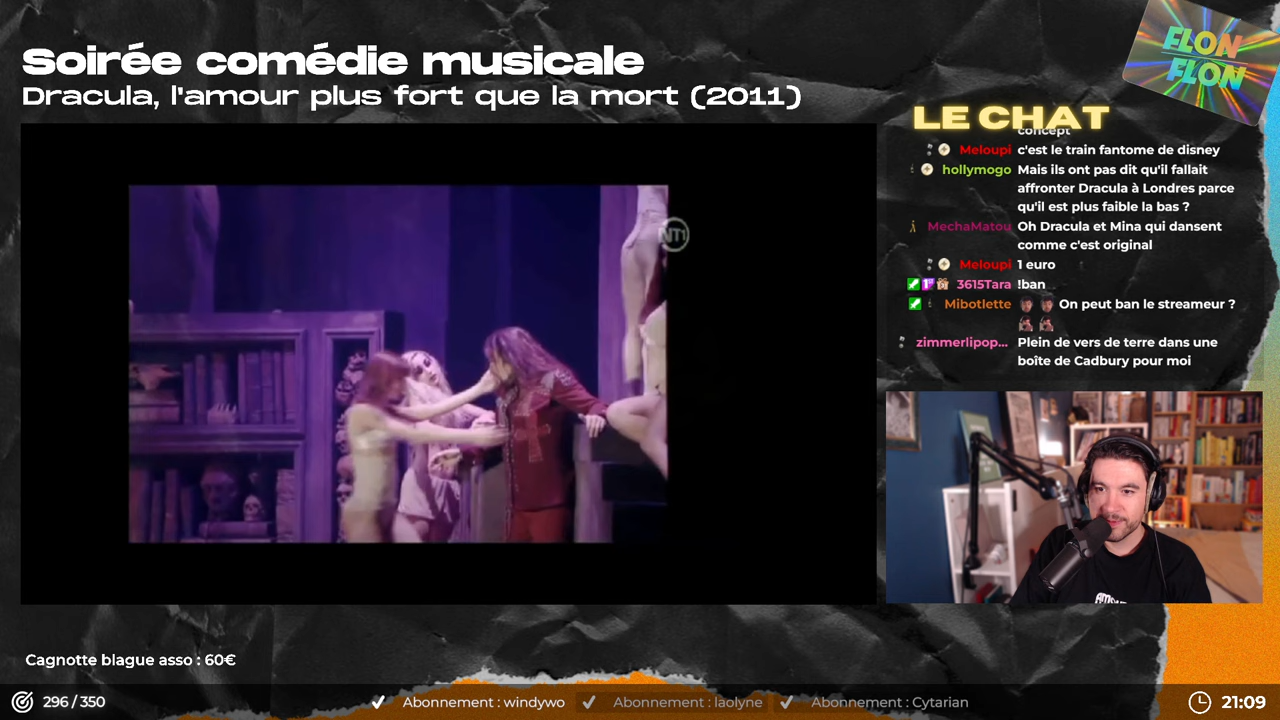 Soirée comédie musicale
Dracula, l'amour plus fort que la mort (2011)
FLON
FLON
LE CHAT
concept
Meloupi c'est le train fantome de disney
hollymogo Mais ils ont pas dit qu'il fallait
affronter Dracula à Londres parce
qu'il est plus faible la bas ?
MechaMatou Oh Dracula et Mina qui dansent
comme c'est original
Meloupi 1 euro
3615Tara !ban
Mibotlette On peut ban le streameur ?
zimmerlipop... Plein de vers de terre dans une
boîte de Cadbury pour moi
NT1
Cagnotte blague asso : 60€
296 / 350
Abonnement : windywo
Abonnement : laolyne
Abonnement : Cytarian
21:09